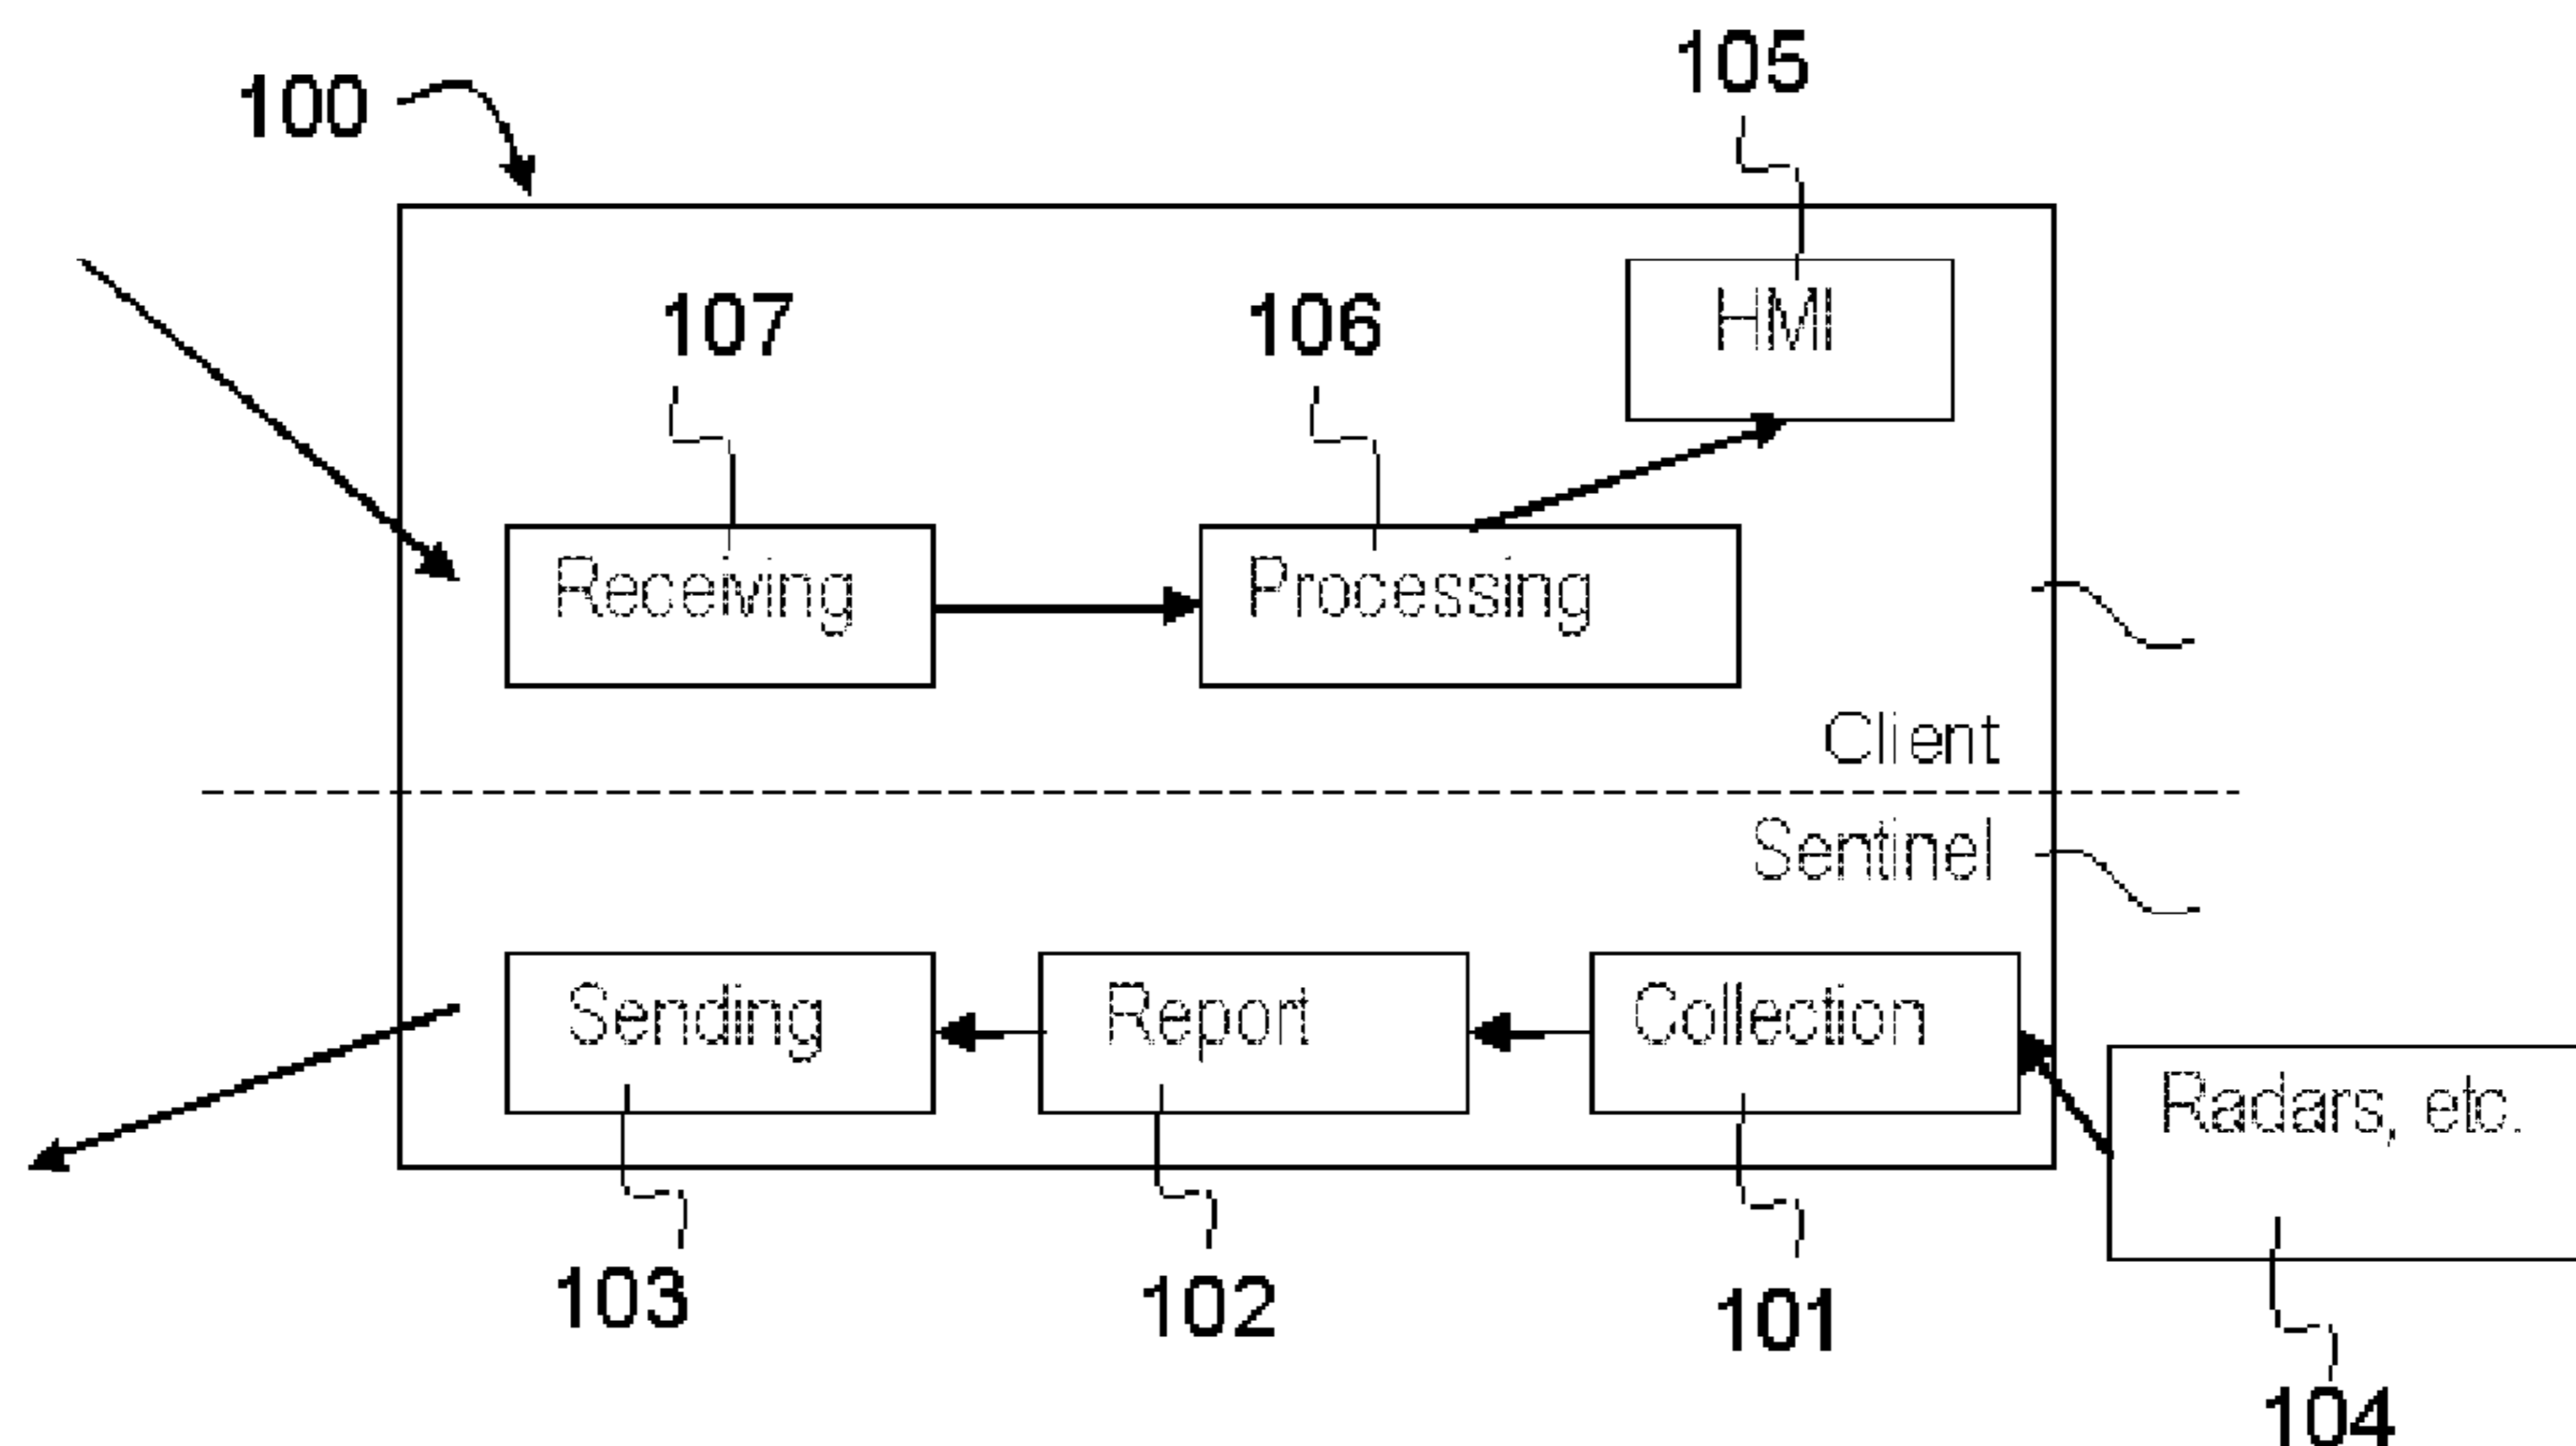 105
100
HMI
107
106
Receiving
Processing
Client
Sentinel
Sending
Report
Collection
Radars, etc.
103
102
101
104